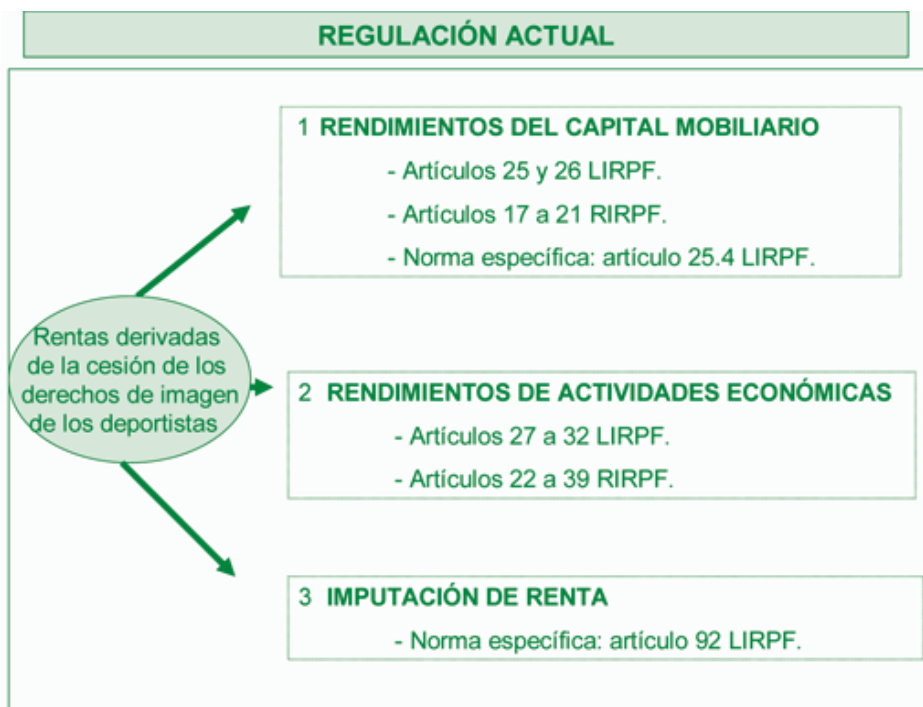 REGULACIÓN ACTUAL
1 RENDIMIENTOS DEL CAPITAL MOBILIARIO
- Artículos 25 y 26 LIRPF.
- Artículos 17 a 21 RIRPF.
- Norma específica: artículo 25.4 LIRPF.
Rentas derivadas
de la cesión de los
derechos de imagen
de los deportistas
2 RENDIMIENTOS DE ACTIVIDADES ECONÓMICAS
- Artículos 27 a 32 LIRPF.
- Artículos 22 a 39 RIRPF.
3 IMPUTACIÓN DE RENTA
- Norma específica: artículo 92 LIRPF.